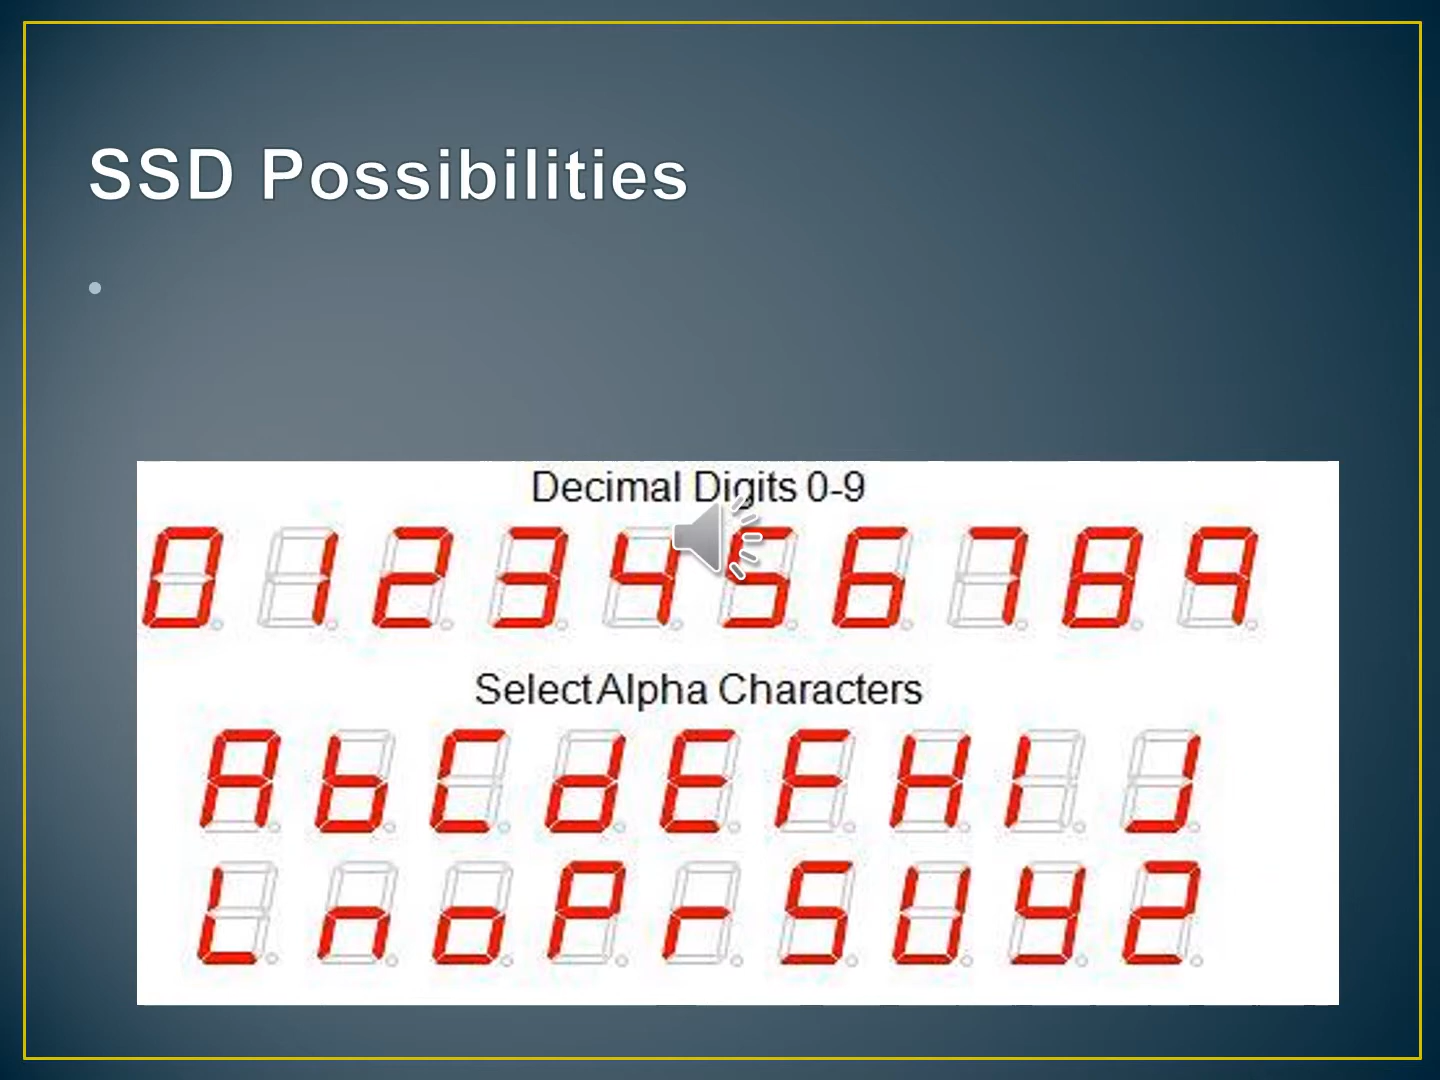 SSD Possibilities
•
Decimal Digits 0-9
0 1 2 3 4 5 6 7 8 9
Select Alpha Characters
A b C d E F H I J
L n o P r S U y 2